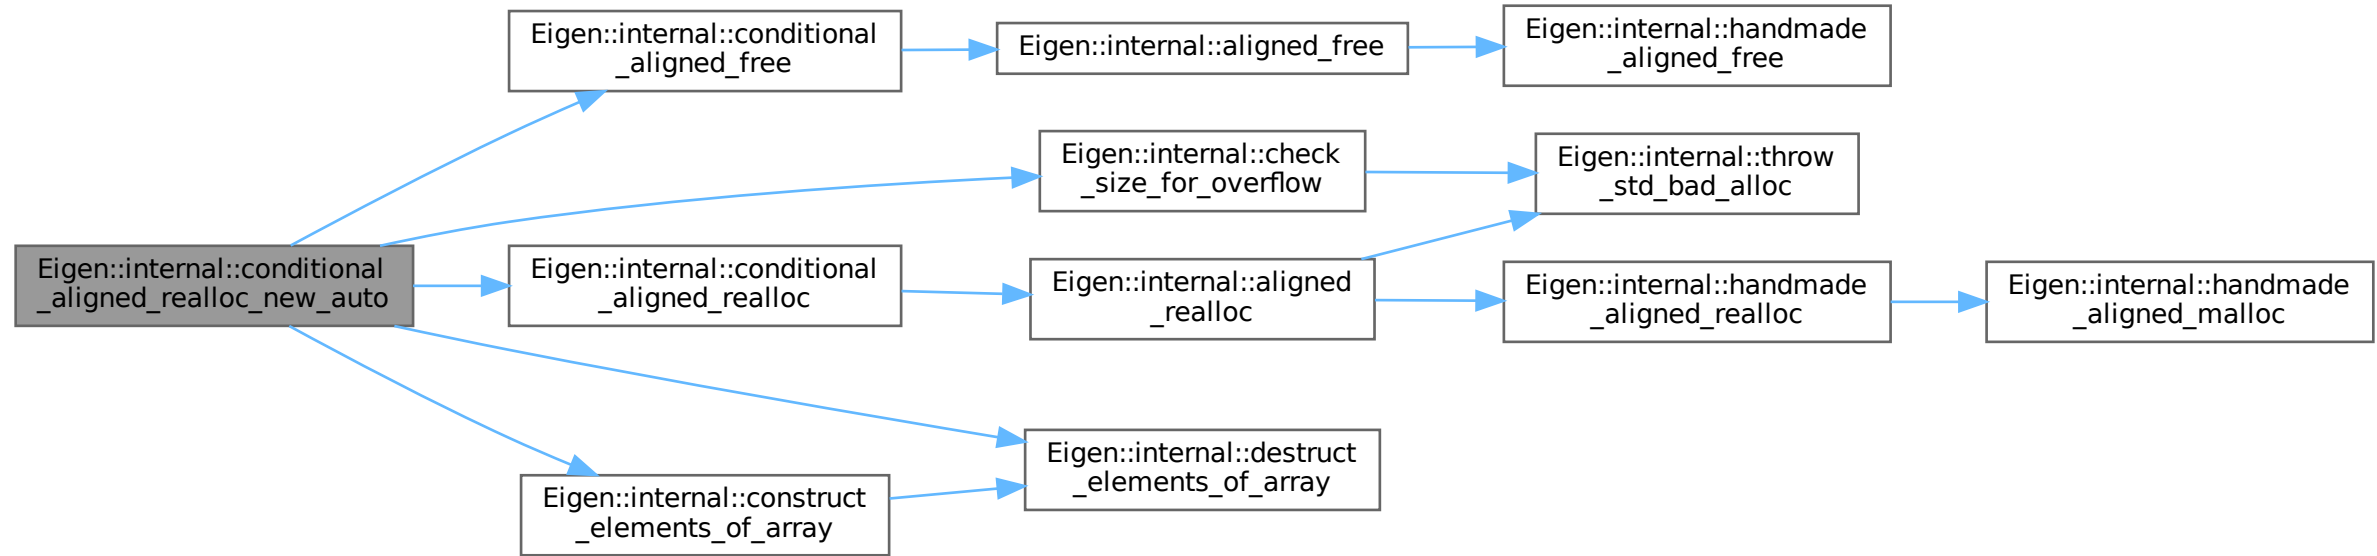 Eigen::internal::conditional
_aligned_realloc_new_auto
Eigen::internal::conditional
_aligned_free
Eigen::internal::aligned_free
Eigen::internal::handmade
_aligned_free
Eigen::internal::check
_size_for_overflow
Eigen::internal::throw
_std_bad_alloc
Eigen::internal::conditional
_aligned_realloc
Eigen::internal::aligned
_realloc
Eigen::internal::handmade
_aligned_realloc
Eigen::internal::handmade
_aligned_malloc
Eigen::internal::destruct
_elements_of_array
Eigen::internal::construct
_elements_of_array